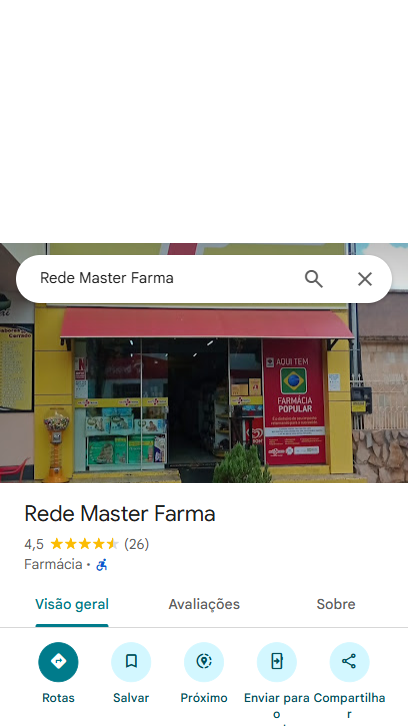 Rede Master Farma
AQUI TEM
FARMÁCIA
POPULAR
Rede Master Farma
4,5 (26)
Farmácia •
Visão geral Avaliações Sobre
Rotas Salvar Próximo Enviar para Compartilha
o r